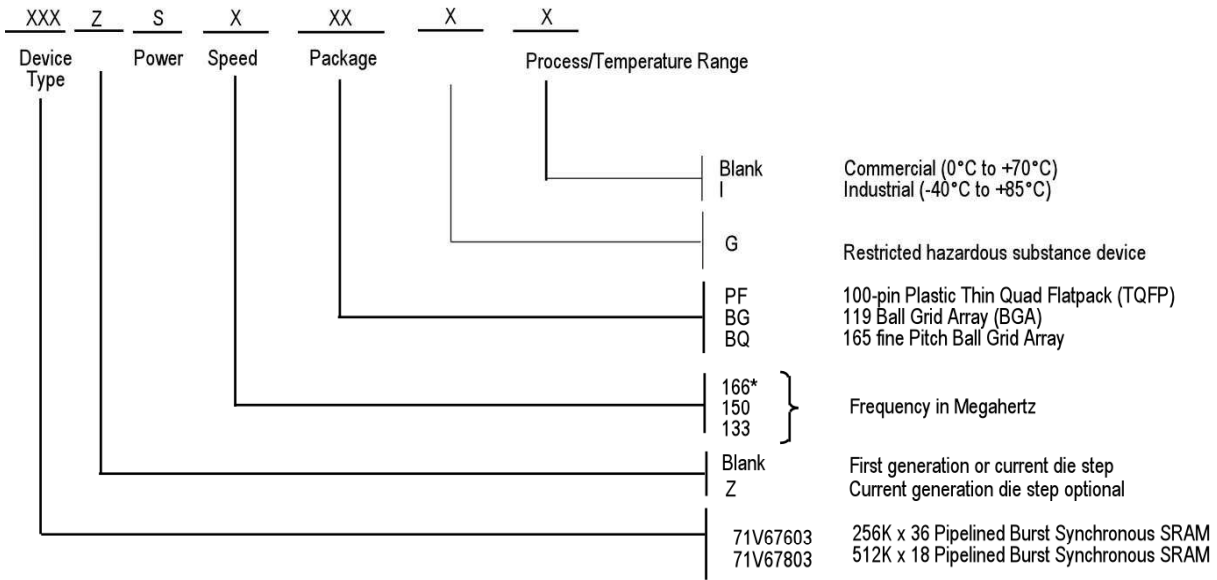 XXX Z S X XX X X
Device Type Power Speed Package Process/Temperature Range
Blank Commercial (0°C to +70°C)
I Industrial (-40°C to +85°C)
G Restricted hazardous substance device
PF 100-pin Plastic Thin Quad Flatpack (TQFP)
BG 119 Ball Grid Array (BGA)
BQ 165 fine Pitch Ball Grid Array
166*
150 Frequency in Megahertz
133
Blank First generation or current die step
Z Current generation die step optional
71V67603 256K x 36 Pipelined Burst Synchronous SRAM
71V67803 512K x 18 Pipelined Burst Synchronous SRAM